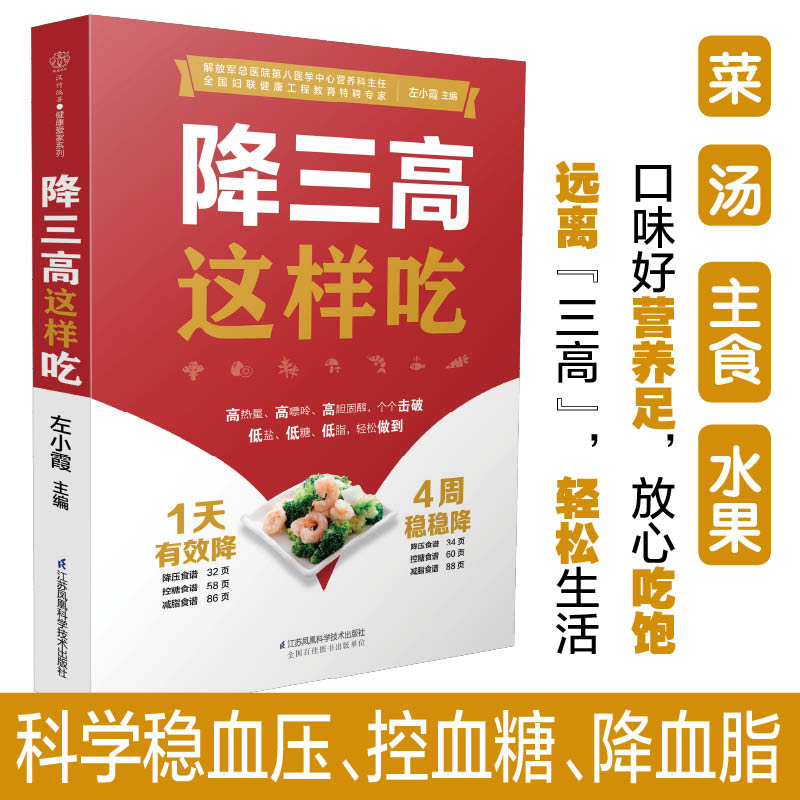 汉竹编著●健康爱家系列
降三高这样吃
左小霞 主编
江苏凤凰科学技术出版社
解放军总医院第八医学中心营养科主任
全国妇联健康工程教育特聘专家
左小霞 主编
降三高
这样吃
高热量、高嘌呤、高胆固醇，个个击破
低盐、低糖、低脂，轻松做到
1天
有效降
降压食谱 32页
控糖食谱 58页
减脂食谱 86页
4周
稳稳降
降压食谱 34页
控糖食谱 60页
减脂食谱 88页
江苏凤凰科学技术出版社
全国百佳图书出版单位
菜
汤
主食
水果
口味好营养足，放心吃饱
远离『三高』，轻松生活
科学稳血压、控血糖、降血脂